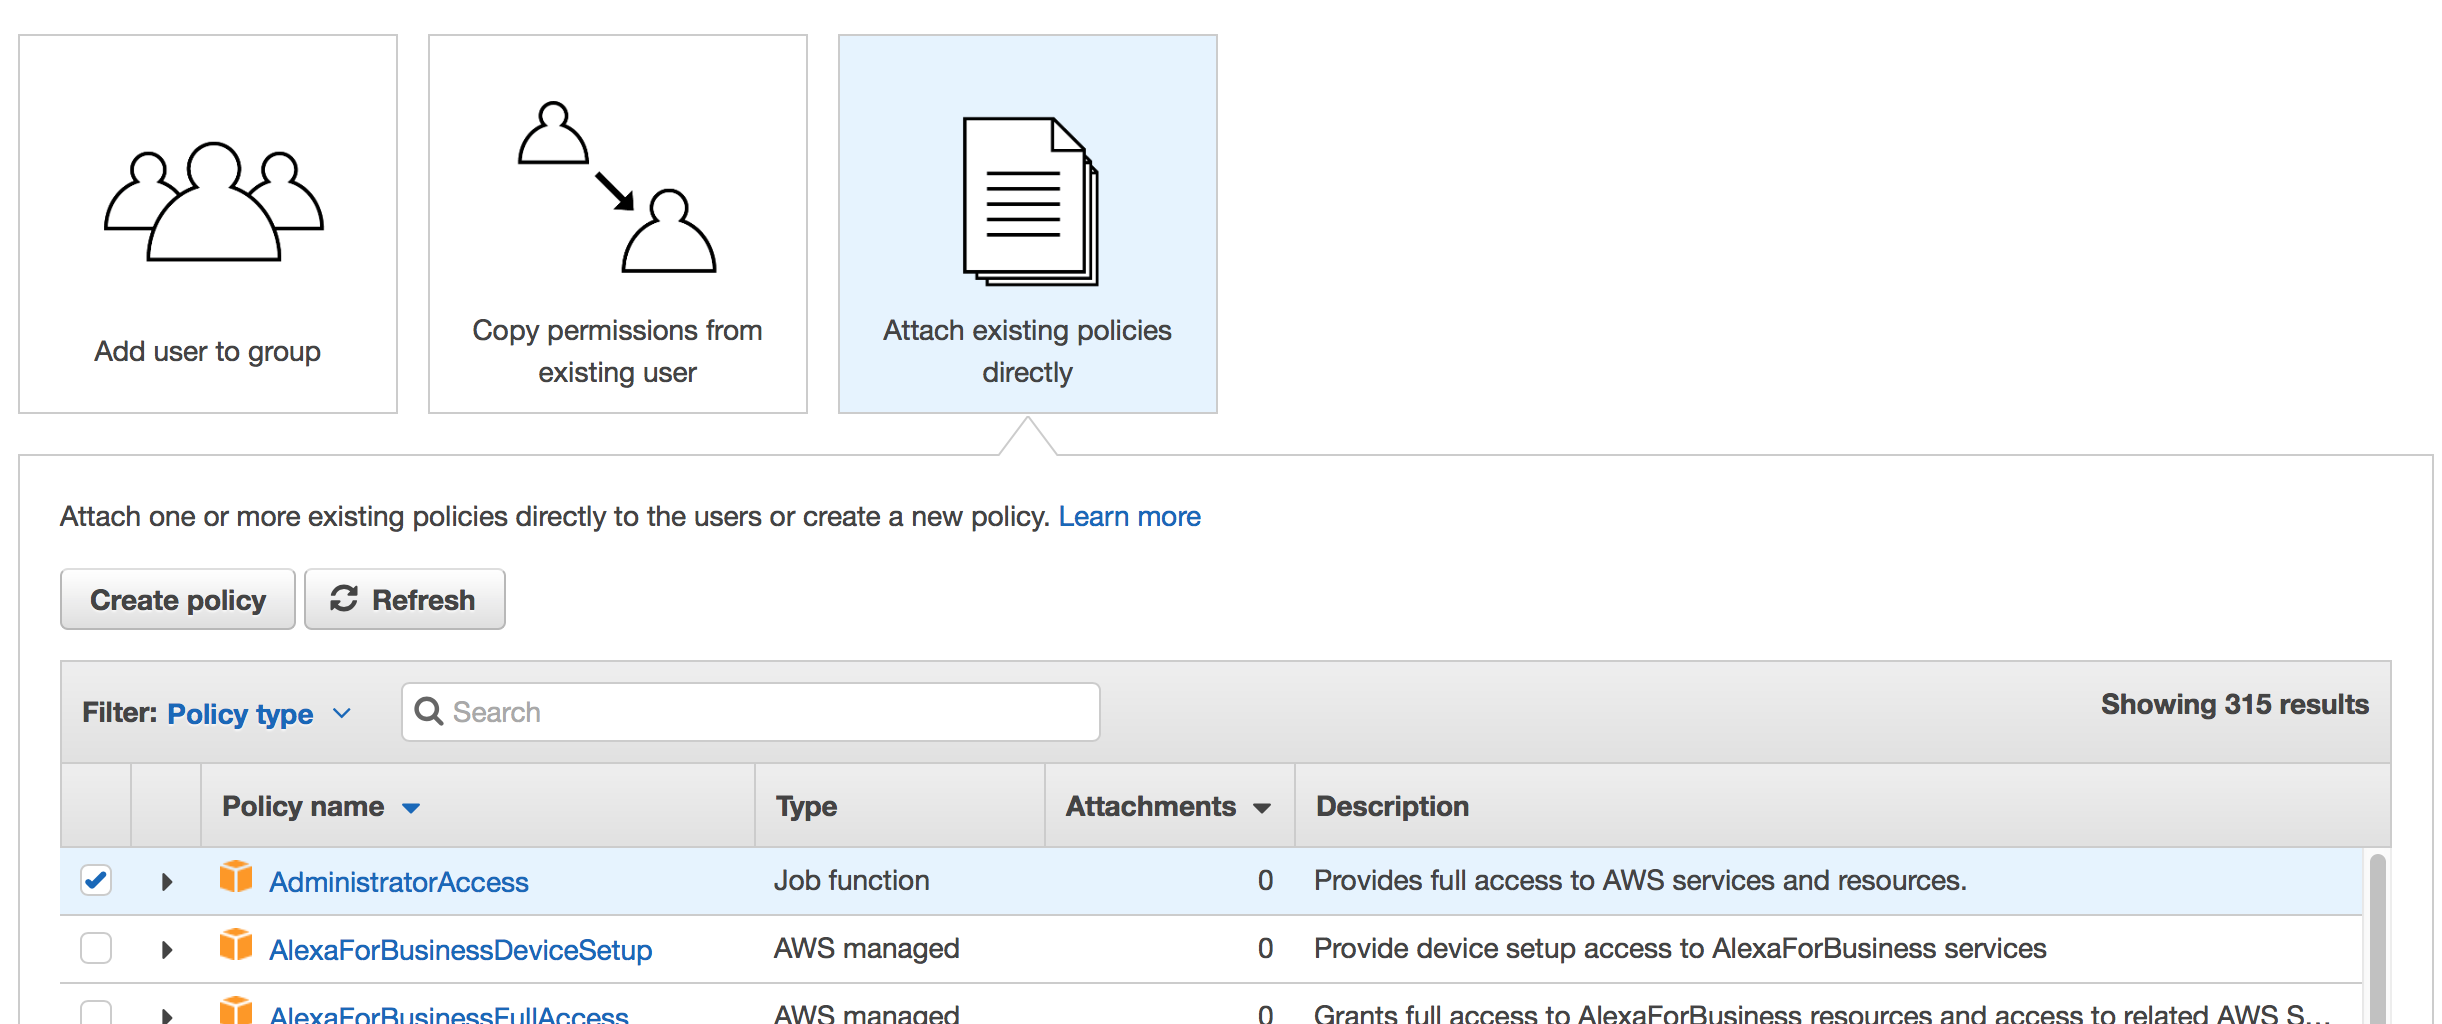 Add user to group
Copy permissions from
existing user
Attach existing policies
directly
Attach one or more existing policies directly to the users or create a new policy. Learn more
Create policy Refresh
Filter: Policy type Search Showing 315 results
Policy name Type Attachments Description
AdministratorAccess Job function 0 Provides full access to AWS services and resources.
AlexaForBusinessDeviceSetup AWS managed 0 Provide device setup access to AlexaForBusiness services
AlexaForBusinessFullAccess AWS managed 0 Grants full access to AlexaForBusiness resources and access to related AWS S...